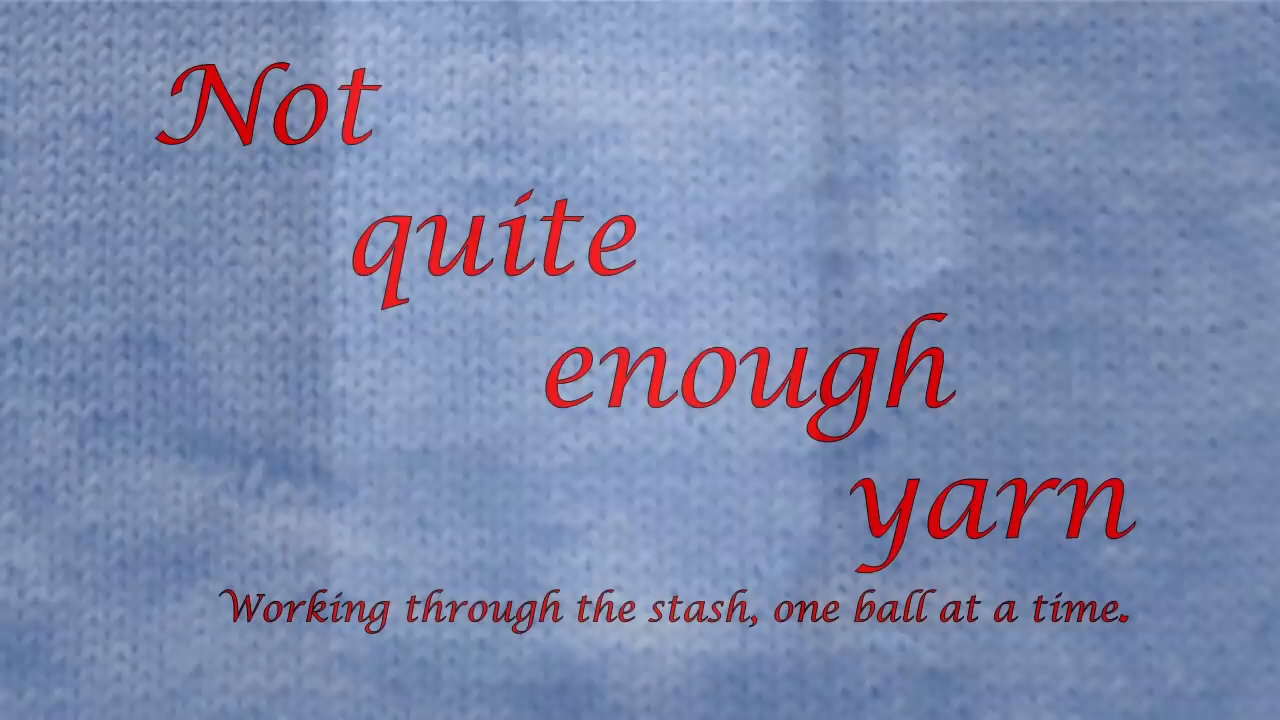 Not
quite
enough
yarn
Working through the stash, one ball at a time.